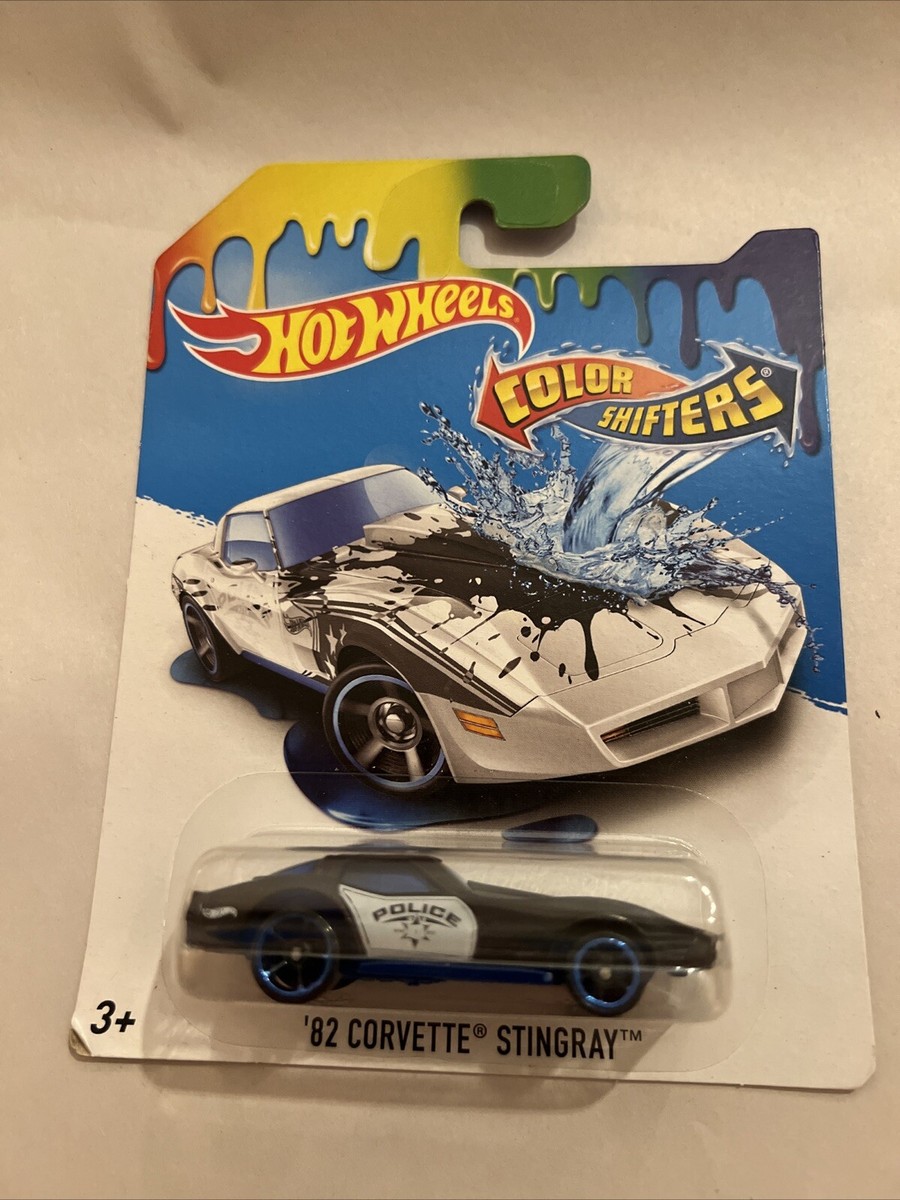 HOT WHEELS®
COLOR
SHIFTERS®
POLICE
3+
'82 CORVETTE® STINGRAY™